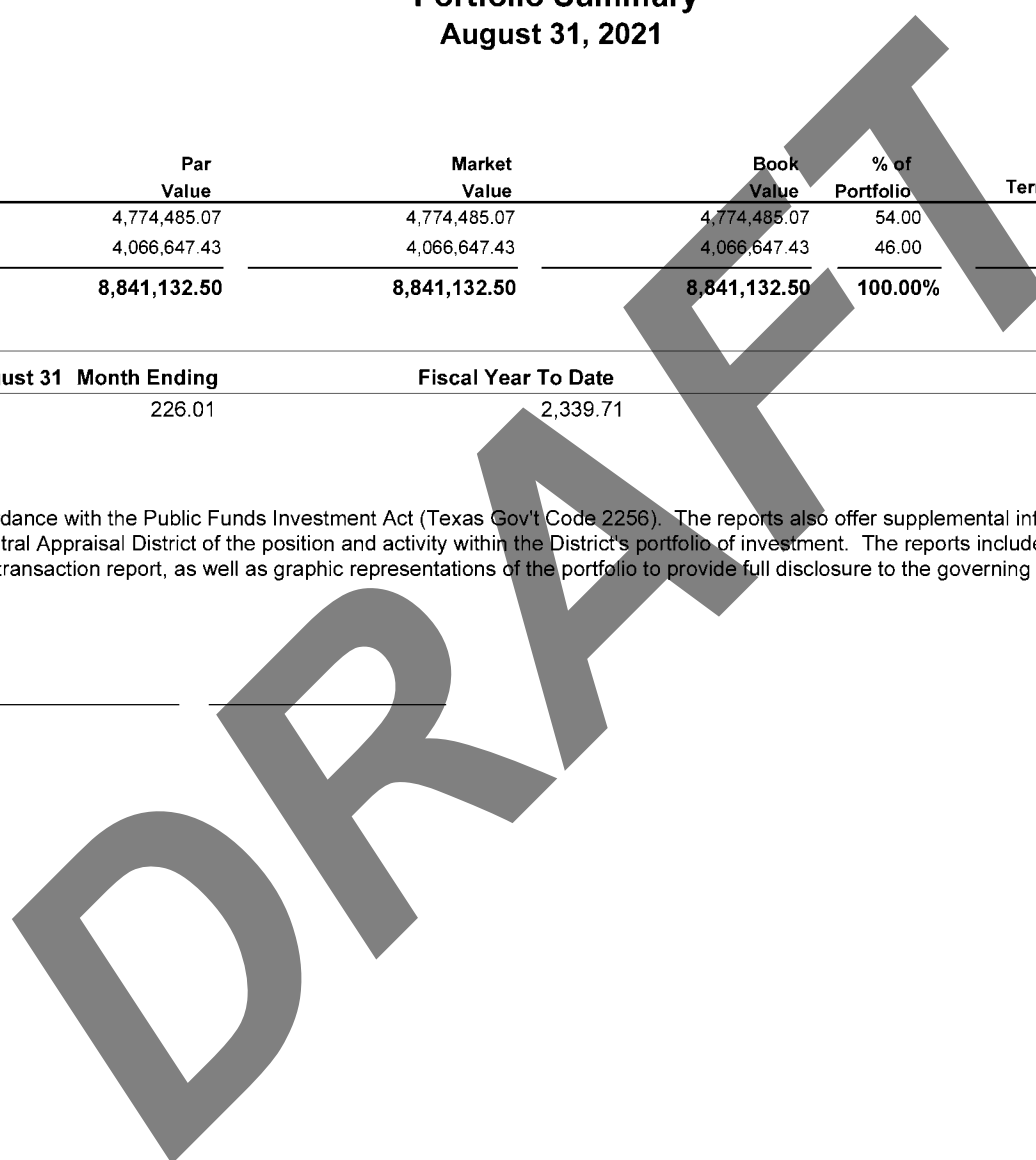 Portfolio Summary
August 31, 2021
Par Market Book % of
Value Value Value Portfolio
4,774,485.07 4,774,485.07 4,774,485.07 54.00
4,066,647.43 4,066,647.43 4,066,647.43 46.00
8,841,132.50 8,841,132.50 8,841,132.50 100.00%
31 Month Ending Fiscal Year To Date
226.01 2,339.71
with the Public Funds Investment Act (Texas Gov't Code 2256). The reports also offer supplemental
Appraisal District of the position and activity within the District's portfolio of investment. The reports include
transaction report, as well as graphic representations of the portfolio to provide full disclosure to the governing
DRAFT